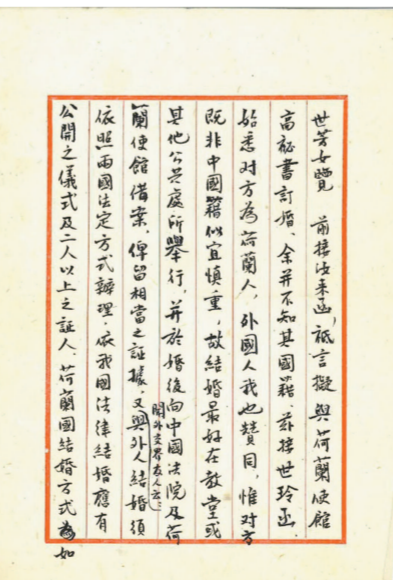 世芳女覽　前接汝來函，祇言擬與荷蘭使館
高秘書訂婚，余并不知其國籍，茲接世玲函
始悉对方為荷蘭人，外國人我也赞同，惟对方
既非中國籍似宜慎重，故結婚最好在教堂或
其他公共處所舉行，并於婚後向中國法院及荷
蘭使館備案，俾留相當之証據，又與外人結婚須
聞外交界友人云：
依照兩國法定方式辦理，依我國法律結婚應有
公開之儀式及二人以上之証人，荷蘭國結婚方式為如